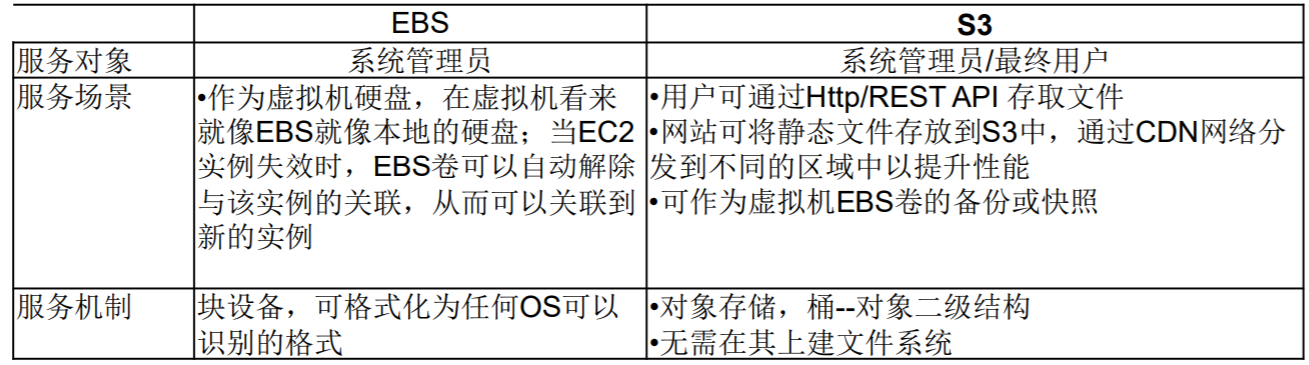 EBS
S3
服务对象
系统管理员
系统管理员/最终用户
服务场景
•作为虚拟机硬盘，在虚拟机看来
就像EBS就像本地的硬盘；当EC2
实例失效时，EBS卷可以自动解除
与该实例的关联，从而可以关联到
新的实例
•用户可通过Http/REST API 存取文件
•网站可将静态文件存放到S3中，通过CDN网络分
发到不同的区域中以提升性能
•可作为虚拟机EBS卷的备份或快照
服务机制
块设备，可格式化为任何OS可以
识别的格式
•对象存储，桶--对象二级结构
•无需在其上建文件系统